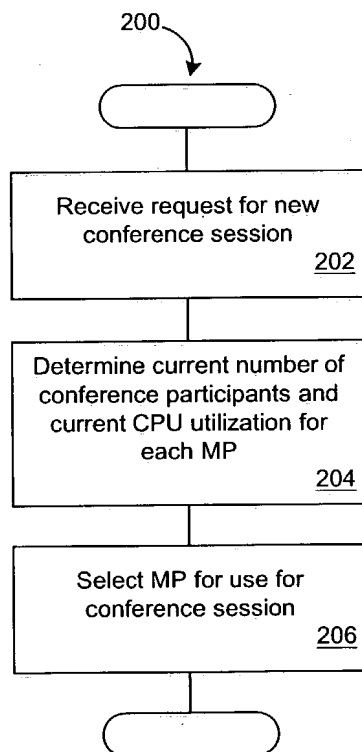 200
Receive request for new
conference session
202
Determine current number of
conference participants and
current CPU utilization for
each MP
204
Select MP for use for
conference session
206